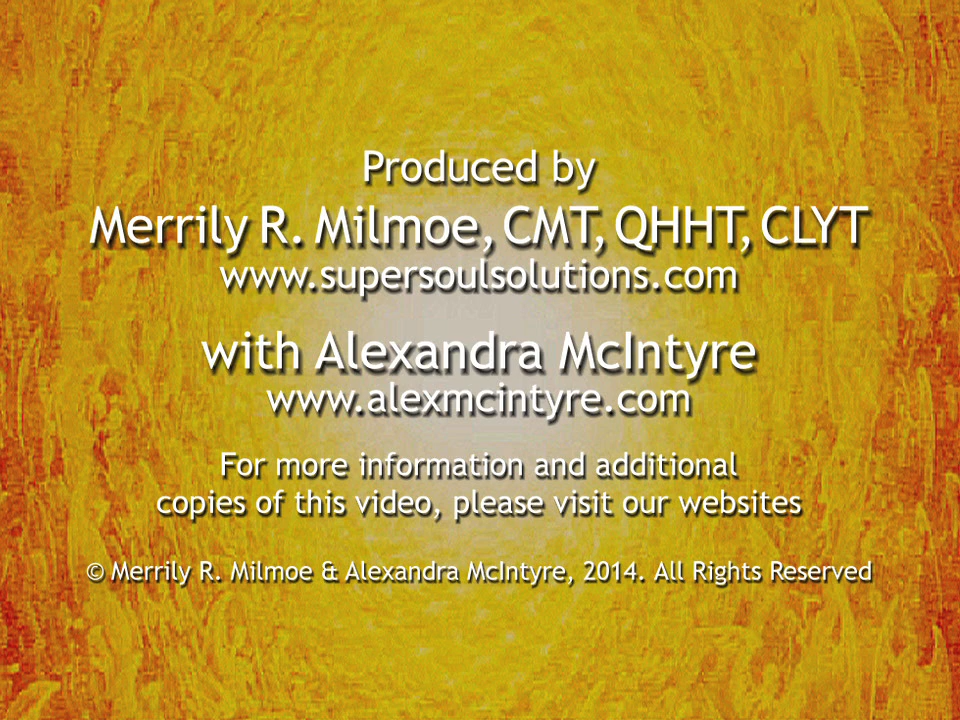 Produced by
Merrily R. Milmoe, CMT, QHHT, CLYT
www.supersoulsolutions.com
with Alexandra McIntyre
www.alexmcintyre.com
For more information and additional
copies of this video, please visit our websites
© Merrily R. Milmoe & Alexandra McIntyre, 2014. All Rights Reserved